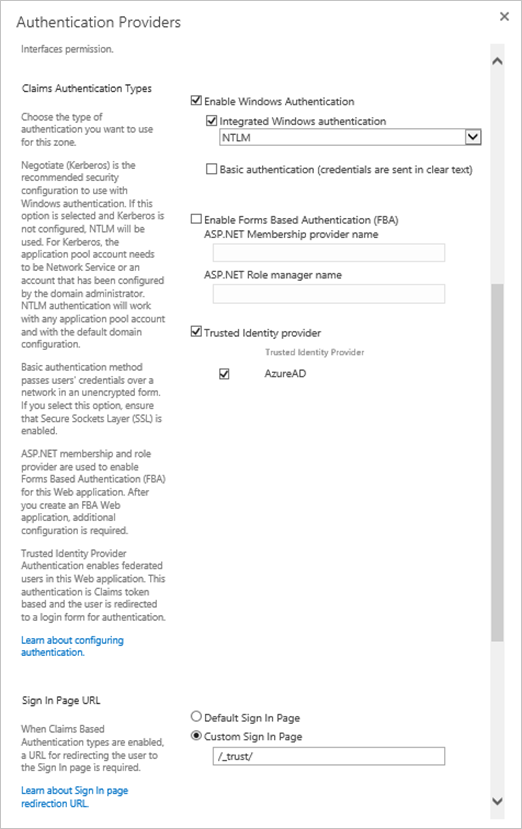 Authentication Providers
Interfaces permission.
Claims Authentication Types
Choose the type of
authentication you want to use
for this zone.
Negotiate (Kerberos) is the
recommended security
configuration to use with
Windows authentication. If this
option is selected and Kerberos is
not configured, NTLM will be
used. For Kerberos, the
application pool account needs
to be Network Service or an
account that has been configured
by the domain administrator.
NTLM authentication will work
with any application pool account
and with the default domain
configuration.
Basic authentication method
passes users' credentials over a
network in an unencrypted form.
If you select this option, ensure
that Secure Sockets Layer (SSL) is
enabled.
ASP.NET membership and role
provider are used to enable
Forms Based Authentication (FBA)
for this Web application. After
you create an FBA Web
application, additional
configuration is required.
Trusted Identity Provider
Authentication enables federated
users in this Web application. This
authentication is Claims token
based and the user is redirected
to a login form for authentication.
Learn about configuring
authentication.
Enable Windows Authentication
Integrated Windows authentication
NTLM
Basic authentication (credentials are sent in clear text)
Enable Forms Based Authentication (FBA)
ASP.NET Membership provider name
ASP.NET Role manager name
Trusted Identity provider
Trusted Identity Provider
AzureAD
Sign In Page URL
When Claims Based
Authentication types are enabled,
a URL for redirecting the user to
the Sign In page is required.
Learn about Sign In page
redirection URL.
Default Sign In Page
Custom Sign In Page
/_trust/